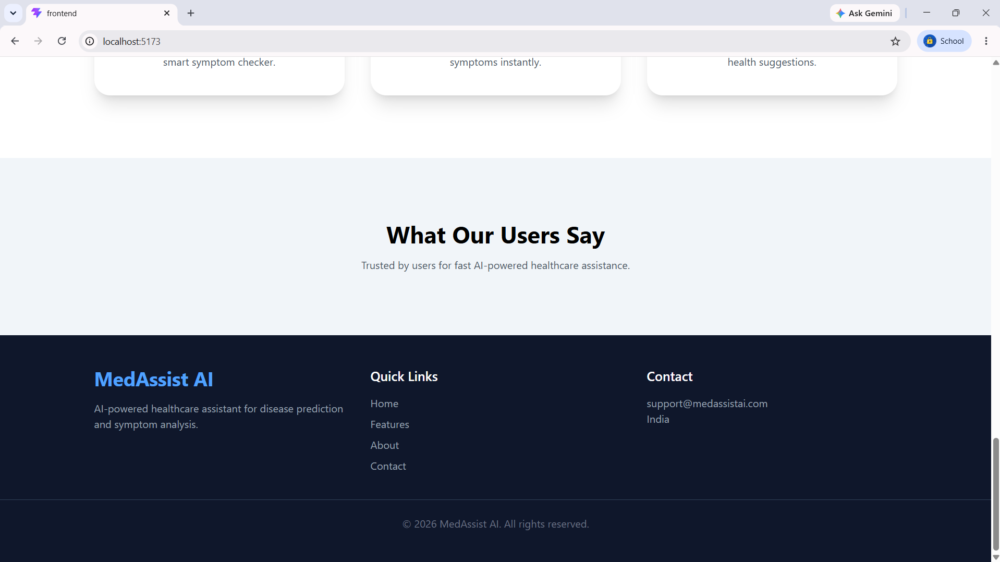 frontend
Ask Gemini
localhost:5173
School
smart symptom checker.
symptoms instantly.
health suggestions.
What Our Users Say
Trusted by users for fast AI-powered healthcare assistance.
MedAssist AI
AI-powered healthcare assistant for disease prediction
and symptom analysis.
Quick Links
Home
Features
About
Contact
Contact
support@medassistai.com
India
© 2026 MedAssist AI. All rights reserved.